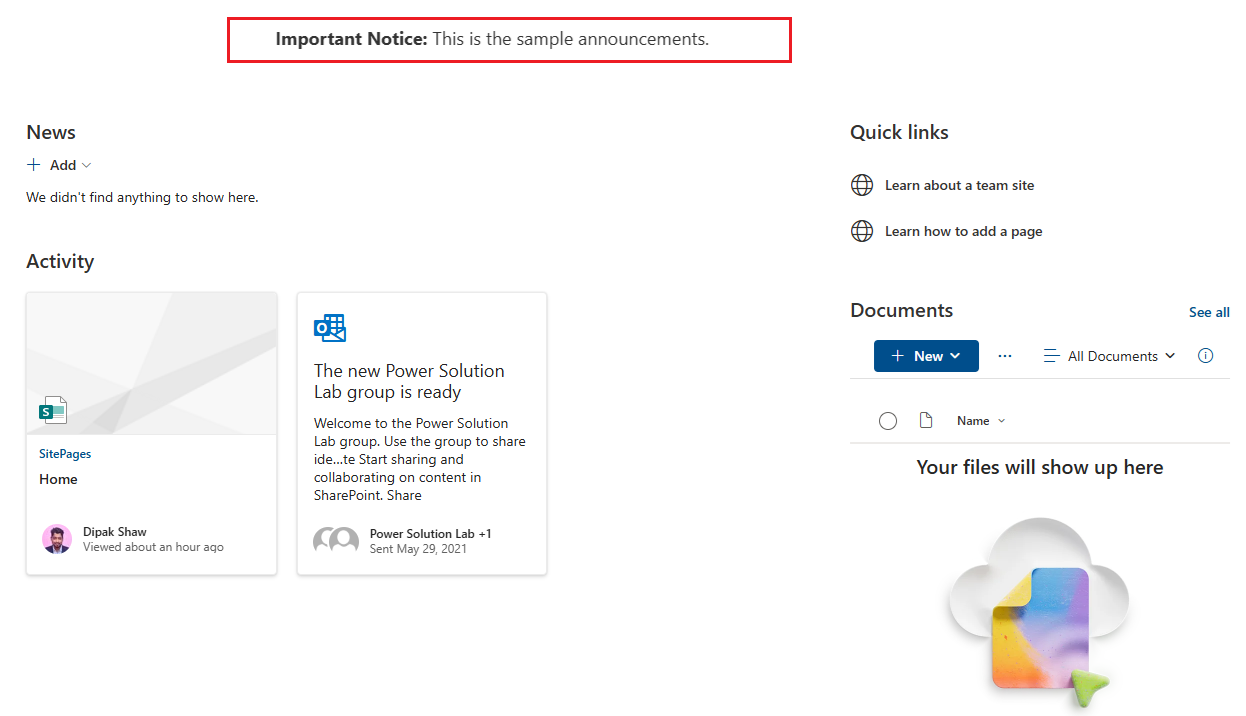 Important Notice: This is the sample announcements.
News
Add
We didn't find anything to show here.
Activity
S
SitePages
Home
Dipak Shaw
Viewed about an hour ago
O
The new Power Solution
Lab group is ready
Welcome to the Power Solution
Lab group. Use the group to share
ide...te Start sharing and
collaborating on content in
SharePoint. Share
Power Solution Lab +1
Sent May 29, 2021
Quick links
Learn about a team site
Learn how to add a page
Documents
See all
New
All Documents
Name
Your files will show up here